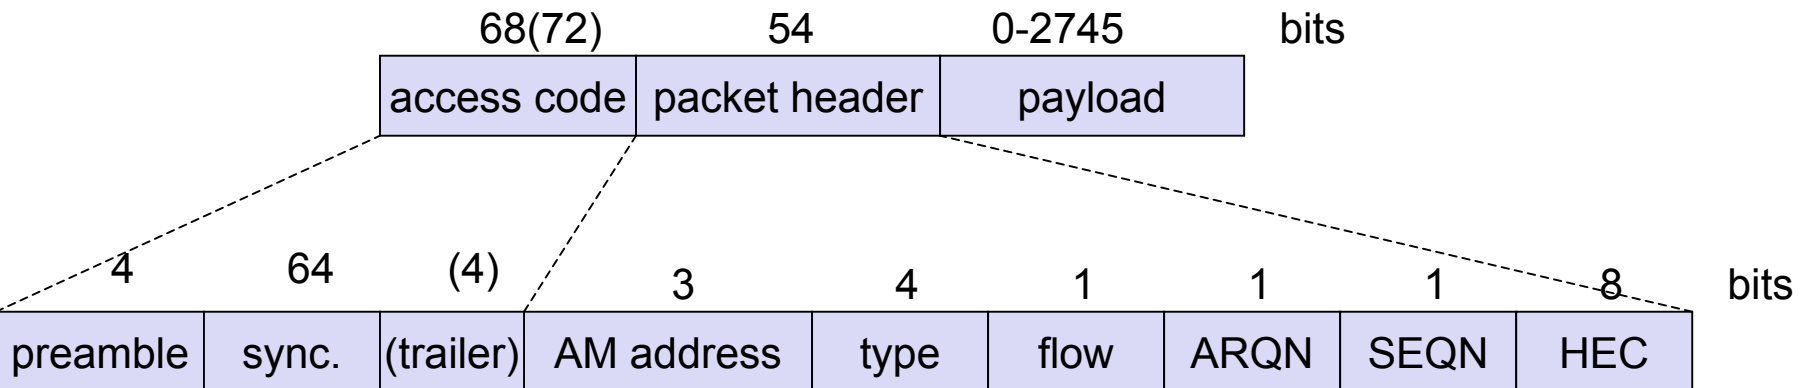 68(72) 54 0-2745 bits
access code packet header payload
4 64 (4) 3 4 1 1 1 8 bits
preamble sync. (trailer) AM address type flow ARQN SEQN HEC